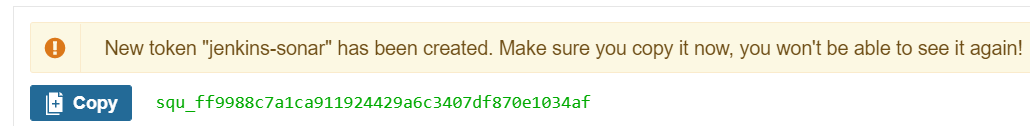 New token "jenkins-sonar" has been created. Make sure you copy it now, you won't be able to see it again!
Copy squ_ff9988c7a1ca911924429a6c3407df870e1034af